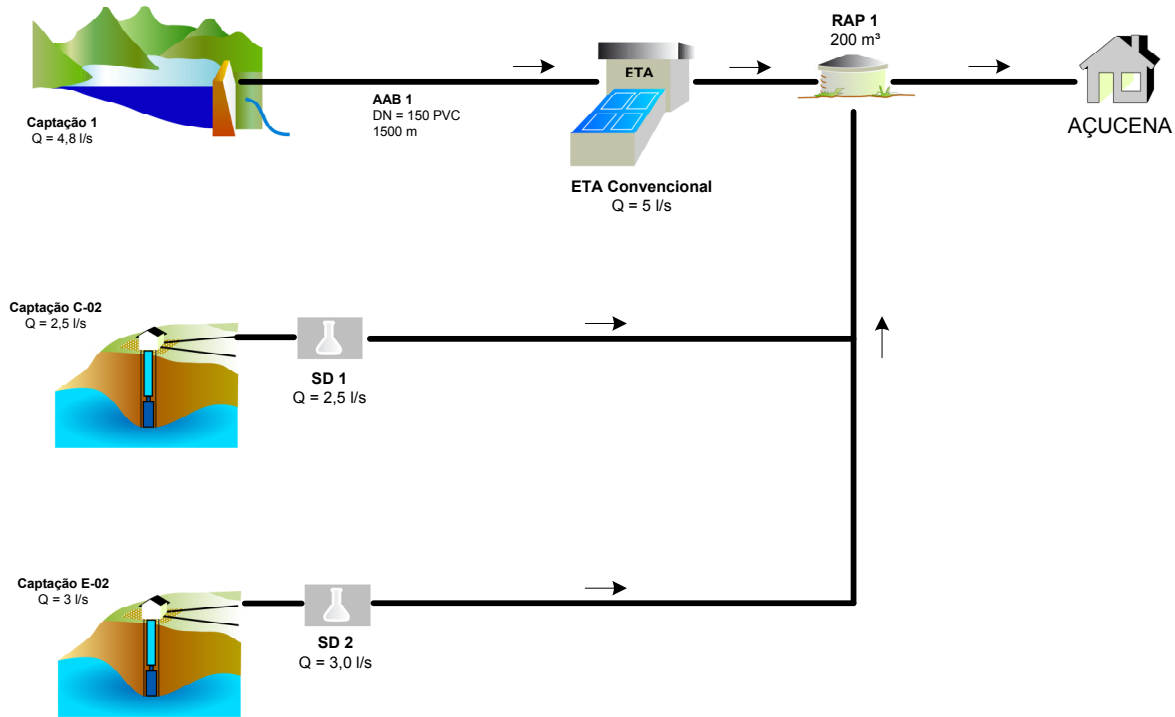 RAP 1
200 m³
ETA
AAB 1
DN = 150 PVC
1500 m
Captação 1
Q = 4,8 l/s
AÇUCENA
ETA Convencional
Q = 5 l/s
Captação C-02
Q = 2,5 l/s
SD 1
Q = 2,5 l/s
Captação E-02
Q = 3 l/s
SD 2
Q = 3,0 l/s